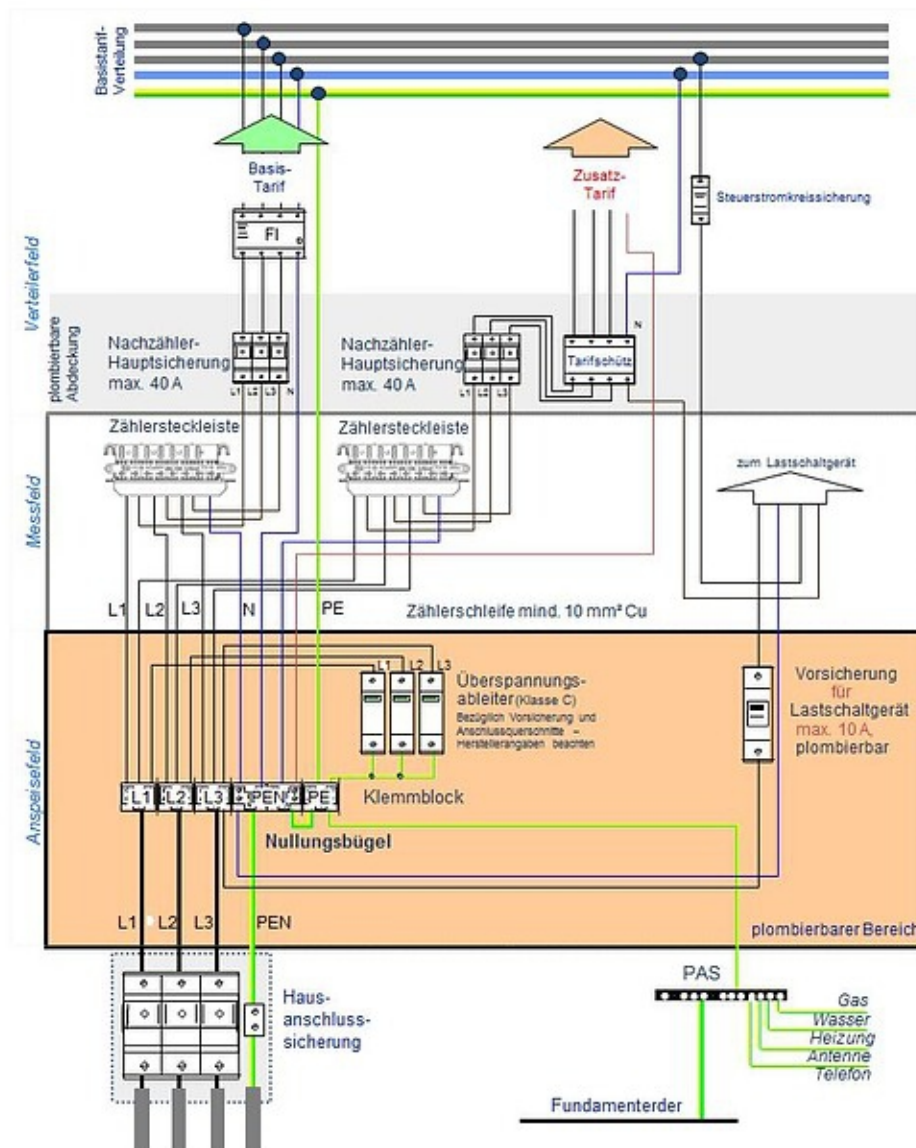 Basistarif-
Verteilung
Basis-
Tarif
Zusatz-
Tarif
Steuerstromkreissicherung
FI
Verteilerfeld
plombierbare
Abdeckung
Nachzähler-
Hauptsicherung
max. 40 A
L1 L2 L3 N
Nachzähler-
Hauptsicherung
max. 40 A
L1 L2 L3
Tarifschütz
N
Messfeld
Zählersteckleiste
Zählersteckleiste
zum Lastschaltgerät
L1 L2 L3 N PE
Zählerschleife mind. 10 mm² Cu
Anspeisefeld
L1 L2 L3
Überspannungs-
ableiter (Klasse C)
Bezüglich Vorsicherung und
Anschlussquerschnitte –
Herstellerangaben beachten
Vorsicherung
für
Lastschaltgerät
max. 10 A,
plombierbar
L1 L2 L3 PEN PE
Klemmblock
Nullungsbügel
L1 L2 L3 PEN
plombierbarer Bereich
Haus-
anschluss-
sicherung
PAS
Gas
Wasser
Heizung
Antenne
Telefon
Fundamenterder